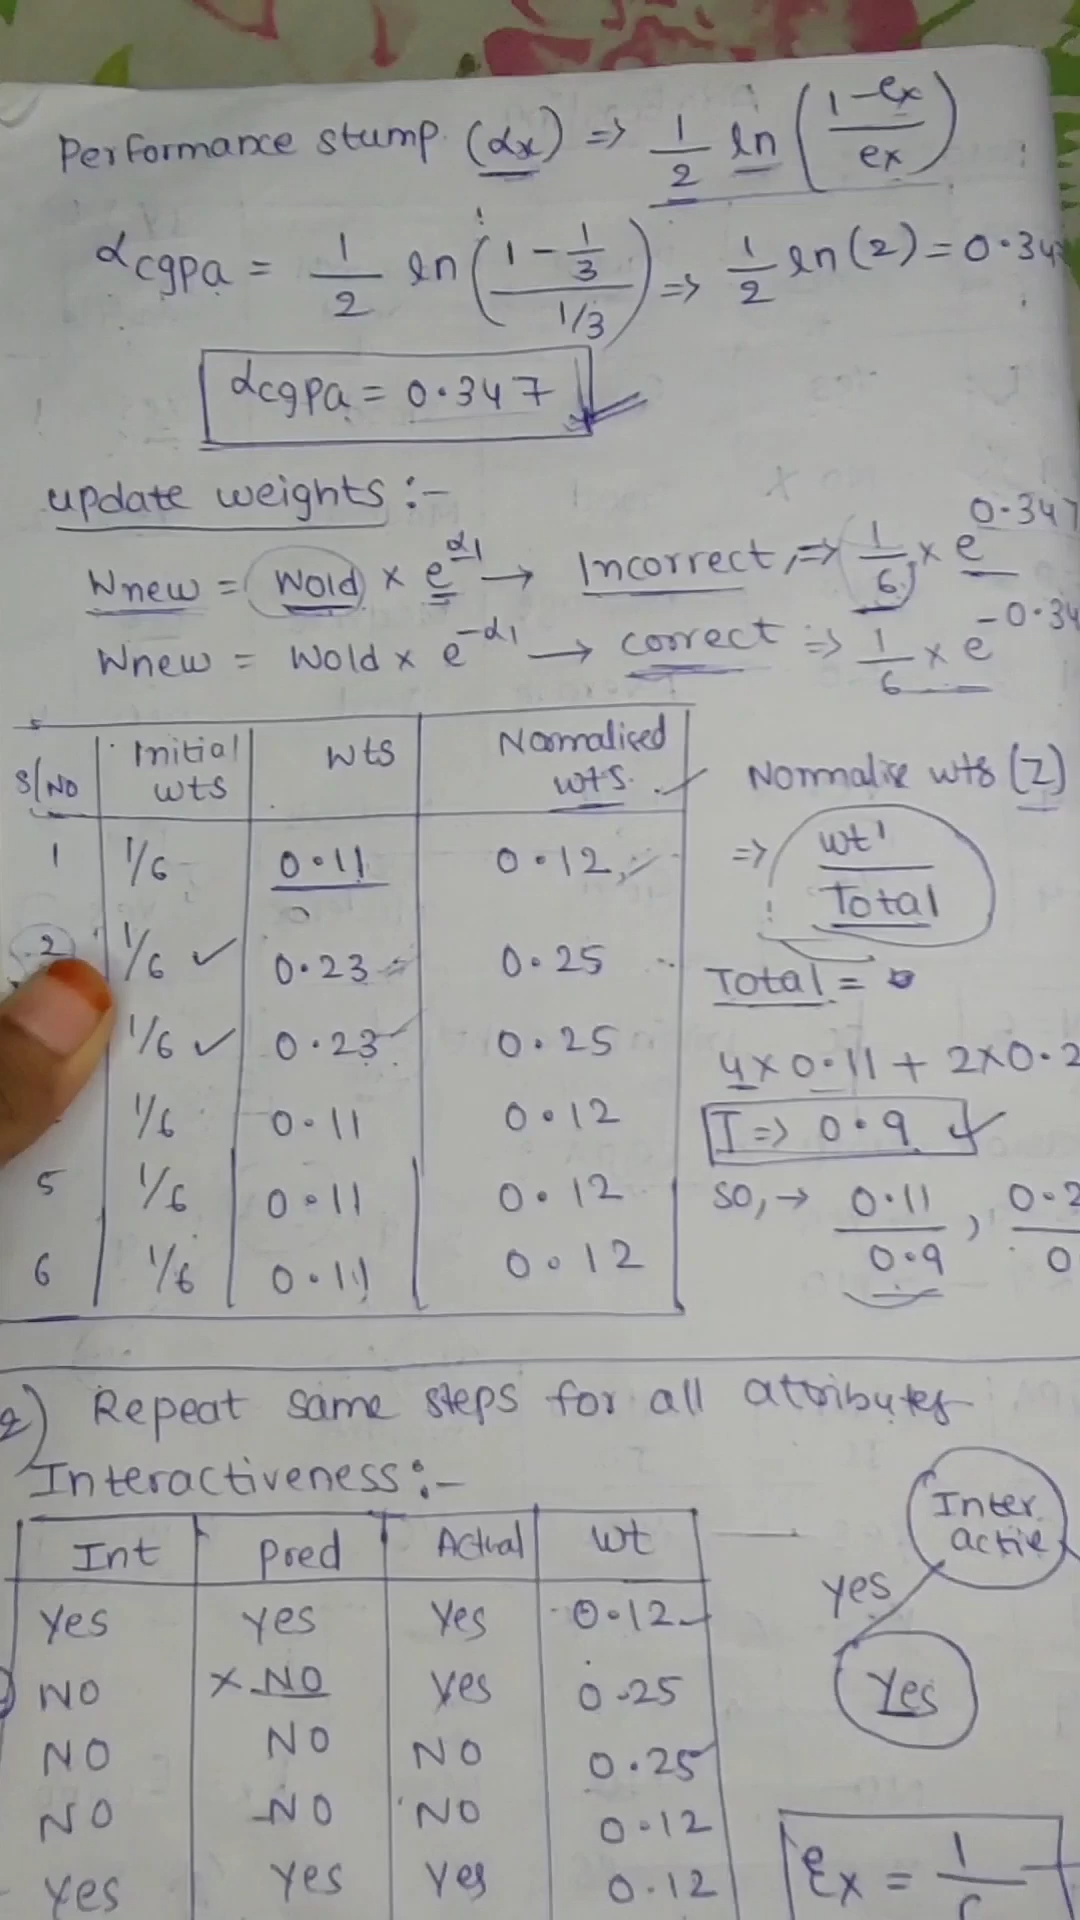 Performance stump (αx) => 1/2 ln (1-ex/ex)
αcgpa = 1/2 ln (1-1/3 / 1/3) => 1/2 ln(2) = 0.34
αcgpa = 0.347
update weights :-
Wnew = Wold x e^α1 → Incorrect, => 1/6 x e^0.347
Wnew = Wold x e^-α1 → correct => 1/6 x e^-0.34
S/NO Initial wts Wts Normalised wts.
1 1/6 0.11 0.12
2 1/6 ✓ 0.23 0.25
1/6 ✓ 0.23 0.25
1/6 0.11 0.12
5 1/6 0.11 0.12
6 1/6 0.11 0.12
Normalize wts (Z)
=> wt' / Total
Total =
4x0.11 + 2x0.2
I => 0.9
so, → 0.11/0.9, 0.2/0
2) Repeat same steps for all attributes
Interactiveness :-
Int Pred Actual Wt
Yes Yes Yes 0.12
NO x NO Yes 0.25
NO NO NO 0.25
NO NO NO 0.12
Yes Yes Yes 0.12
Inter
active
yes
Yes
Ɛx = 1